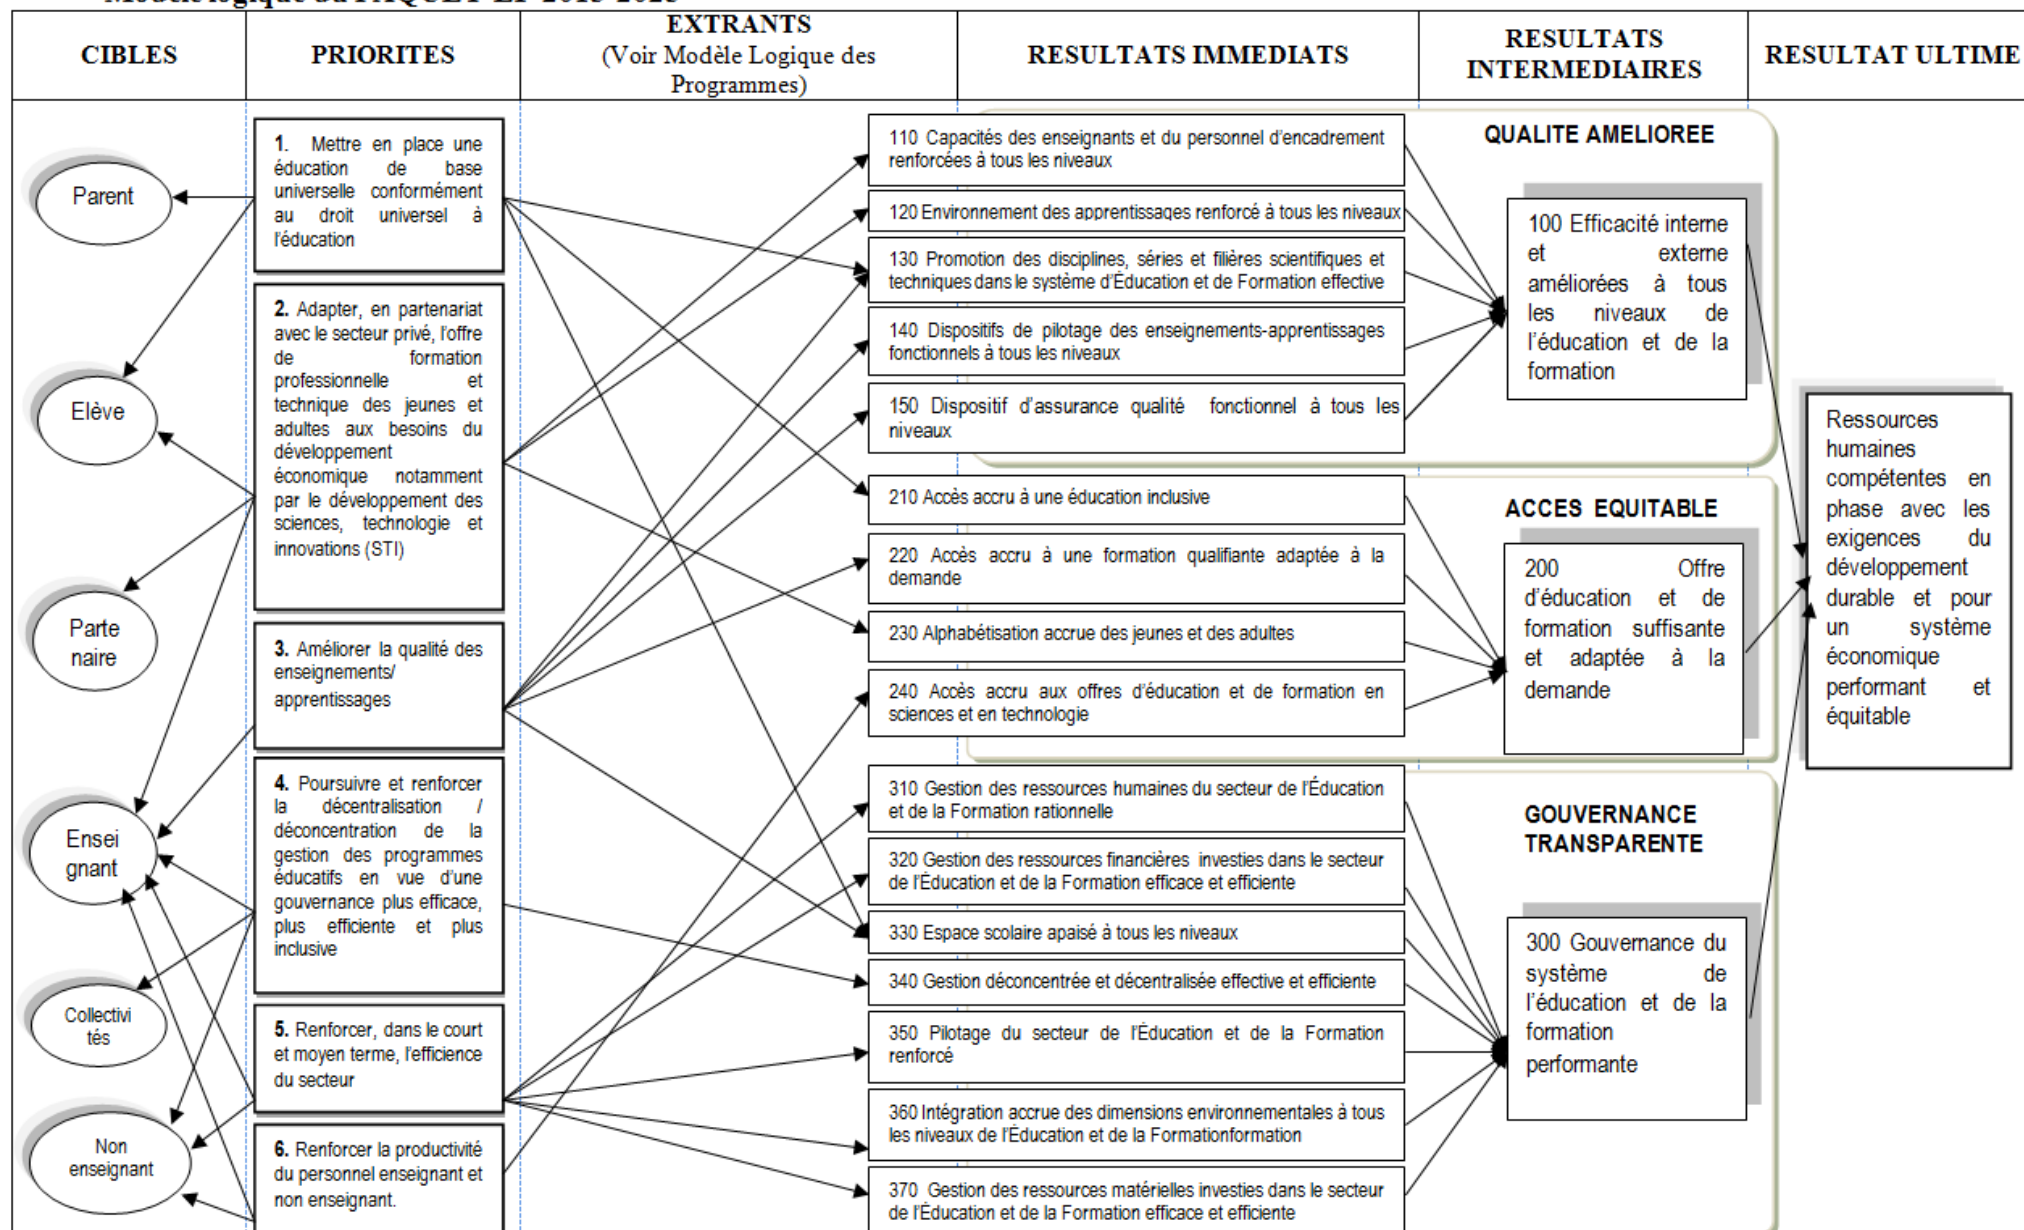 CIBLES
PRIORITES
EXTRANTS
(Voir Modèle Logique des
Programmes)
RESULTATS IMMEDIATS
RESULTATS
INTERMEDIAIRES
RESULTAT ULTIME
Parent
Elève
Parte
naire
Ensei
gnant
Collectivi
tés
Non
enseignant
1. Mettre en place une
éducation de base
universelle conformément
au droit universel à
l'éducation
2. Adapter, en partenariat
avec le secteur privé, l'offre
de formation
professionnelle et
technique des jeunes et
adultes aux besoins du
développement
économique notamment
par le développement des
sciences, technologie et
innovations (STI)
3. Améliorer la qualité des
enseignements/
apprentissages
4. Poursuivre et renforcer
la décentralisation /
déconcentration de la
gestion des programmes
éducatifs en vue d'une
gouvernance plus efficace,
plus efficiente et plus
inclusive
5. Renforcer, dans le court
et moyen terme, l'efficience
du secteur
6. Renforcer la productivité
du personnel enseignant et
non enseignant.
110 Capacités des enseignants et du personnel d'encadrement
renforcées à tous les niveaux
120 Environnement des apprentissages renforcé à tous les niveaux
130 Promotion des disciplines, séries et filières scientifiques et
techniques dans le système d'Éducation et de Formation effective
140 Dispositifs de pilotage des enseignements-apprentissages
fonctionnels à tous les niveaux
150 Dispositif d'assurance qualité fonctionnel à tous les
niveaux
210 Accès accru à une éducation inclusive
220 Accès accru à une formation qualifiante adaptée à la
demande
230 Alphabétisation accrue des jeunes et des adultes
240 Accès accru aux offres d'éducation et de formation en
sciences et en technologie
310 Gestion des ressources humaines du secteur de l'Éducation
et de la Formation rationnelle
320 Gestion des ressources financières investies dans le secteur
de l'Éducation et de la Formation efficace et efficiente
330 Espace scolaire apaisé à tous les niveaux
340 Gestion déconcentrée et décentralisée effective et efficiente
350 Pilotage du secteur de l'Éducation et de la Formation
renforcé
360 Intégration accrue des dimensions environnementales à tous
les niveaux de l'Éducation et de la Formationformation
370 Gestion des ressources matérielles investies dans le secteur
de l'Éducation et de la Formation efficace et efficiente
QUALITE AMELIOREE
100 Efficacité interne
et externe
améliorées à tous
les niveaux de
l'éducation et de la
formation
ACCES EQUITABLE
200 Offre
d'éducation et de
formation suffisante
et adaptée à la
demande
GOUVERNANCE
TRANSPARENTE
300 Gouvernance du
système de
l'éducation et de la
formation
performante
Ressources
humaines
compétentes en
phase avec les
exigences du
développement
durable et pour
un système
économique
performant et
équitable